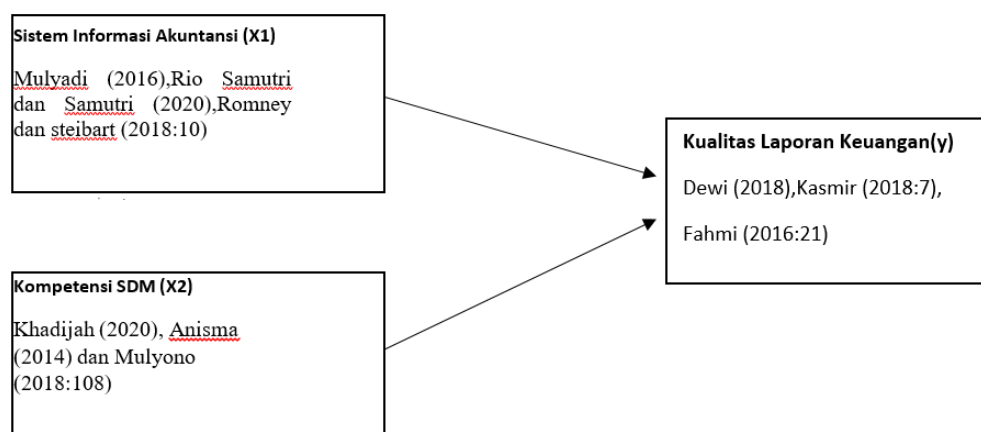 Sistem Informasi Akuntansi (X1)
Mulyadi (2016),Rio Samutri
dan Samutri (2020),Romney
dan steibart (2018:10)
Kualitas Laporan Keuangan(y)
Dewi (2018),Kasmir (2018:7),
Fahmi (2016:21)
Kompetensi SDM (X2)
Khadijah (2020), Anisma
(2014) dan Mulyono
(2018:108)